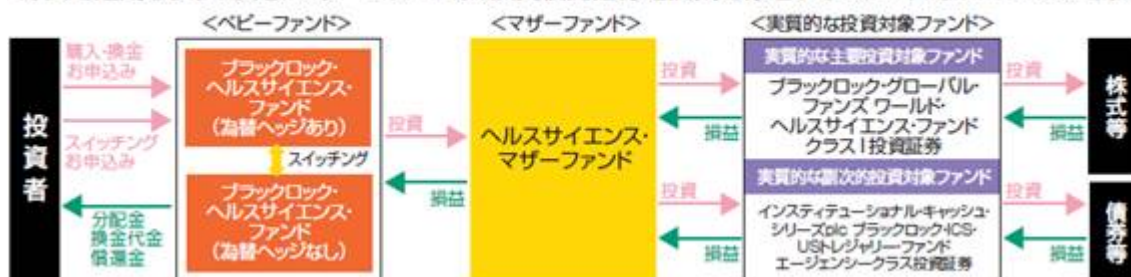 <ベビーファンド>
<マザーファンド>
<実質的な投資対象ファンド>
投資者
購入・換金
お申込み
スイッチング
お申込み
分配金
換金代金
償還金
ブラックロック・
ヘルスサイエンス・
ファンド
(為替ヘッジあり)
スイッチング
ブラックロック・
ヘルスサイエンス・
ファンド
(為替ヘッジなし)
投資
損益
ヘルスサイエンス・
マザーファンド
投資
損益
投資
損益
実質的な主要投資対象ファンド
ブラックロック・グローバル・
ファンズ ワールド・
ヘルスサイエンス・ファンド
クラスI投資証券
実質的な副次的投資対象ファンド
インスティテューショナル・キャッシュ・
シリーズplc ブラックロック・ICS・
USトレジャリー・ファンド
エージェンシークラス投資証券
投資
損益
投資
損益
株式等
債券等